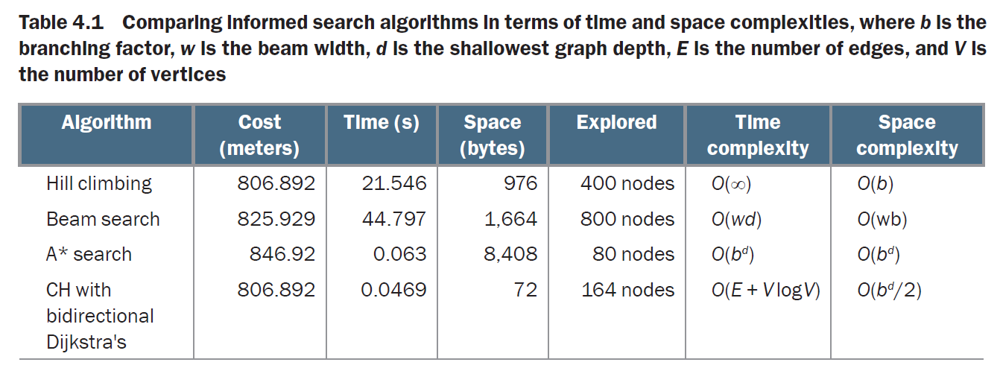 Table 4.1 Comparing informed search algorithms in terms of time and space complexities, where b is the
branching factor, w is the beam width, d is the shallowest graph depth, E is the number of edges, and V is
the number of vertices
Algorithm Cost (meters) Time (s) Space (bytes) Explored Time complexity Space complexity
Hill climbing 806.892 21.546 976 400 nodes O(∞) O(b)
Beam search 825.929 44.797 1,664 800 nodes O(wd) O(wb)
A* search 846.92 0.063 8,408 80 nodes O(bᵈ) O(bᵈ)
CH with 806.892 0.0469 72 164 nodes O(E + V logV) O(bᵈ/2)
bidirectional
Dijkstra's